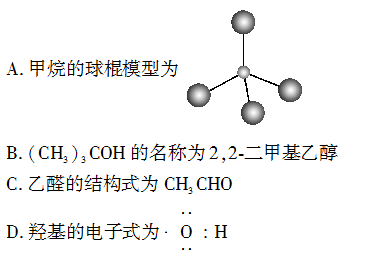 A. 甲烷的球棍模型为
B. (CH₃)₃COH 的名称为 2,2-二甲基乙醇
C. 乙醛的结构式为 CH₃CHO
D. 羟基的电子式为· Ö̤ : H